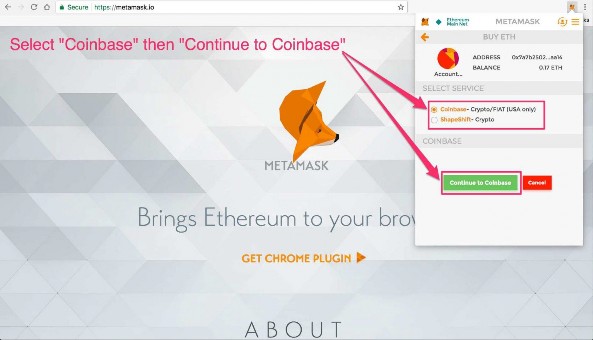 Secure
https://metamask.io
Select "Coinbase" then "Continue to Coinbase"
METAMASK
Brings Ethereum to your brow
GET CHROME PLUGIN
ABOUT
Ethereum
Main Net
METAMASK
BUY ETH
Account...
ADDRESS 0x7a7b2502...aa14
BALANCE 0.17 ETH
SELECT SERVICE
Coinbase- Crypto/FIAT (USA only)
ShapeShift- Crypto
COINBASE
Continue to Coinbase
Cancel